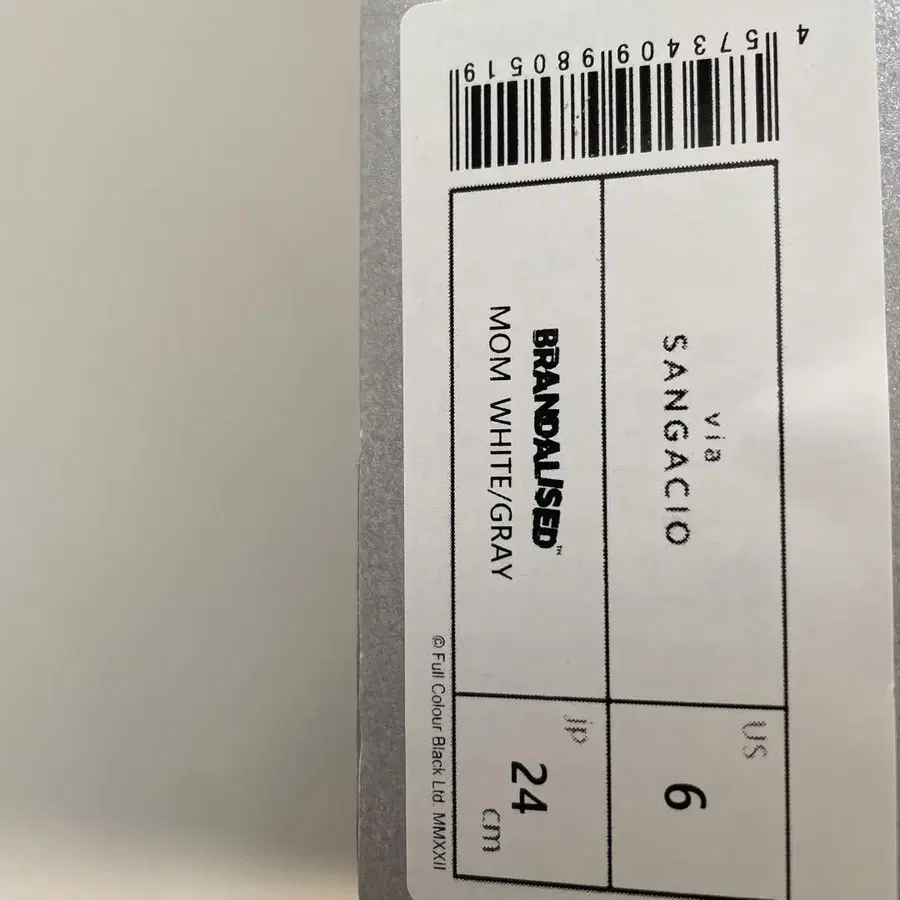 4 573409 980519
via
SANGACIO
US
6
BRANDALISED™
MOM WHITE/GRAY
jp
24
cm
© Full Colour Black Ltd. MMXXII